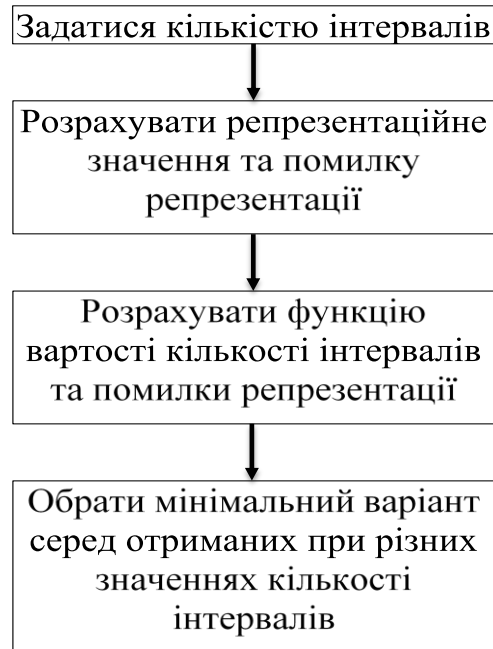 Задатися кількістю інтервалів
Розрахувати репрезентаційне
значення та помилку
репрезентації
Розрахувати функцію
вартості кількості інтервалів
та помилки репрезентації
Обрати мінімальний варіант
серед отриманих при різних
значеннях кількості
інтервалів